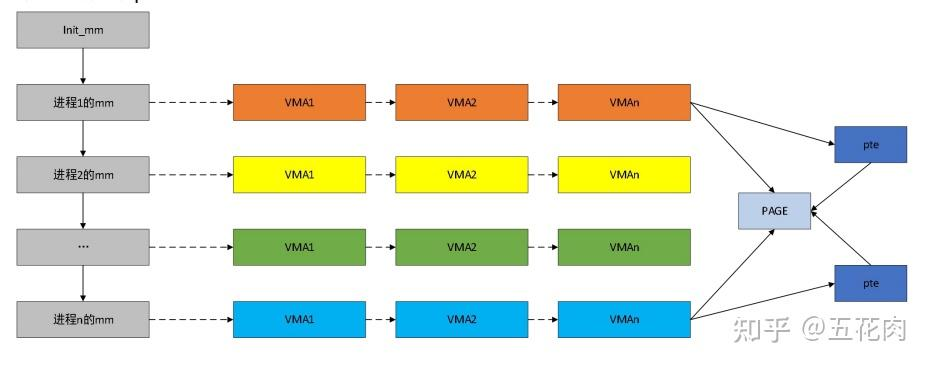 Init_mm
进程1的mm
VMA1
VMA2
VMAn
pte
进程2的mm
VMA1
VMA2
VMAn
PAGE
...
VMA1
VMA2
VMAn
pte
进程n的mm
VMA1
VMA2
VMAn
知乎 @五花肉